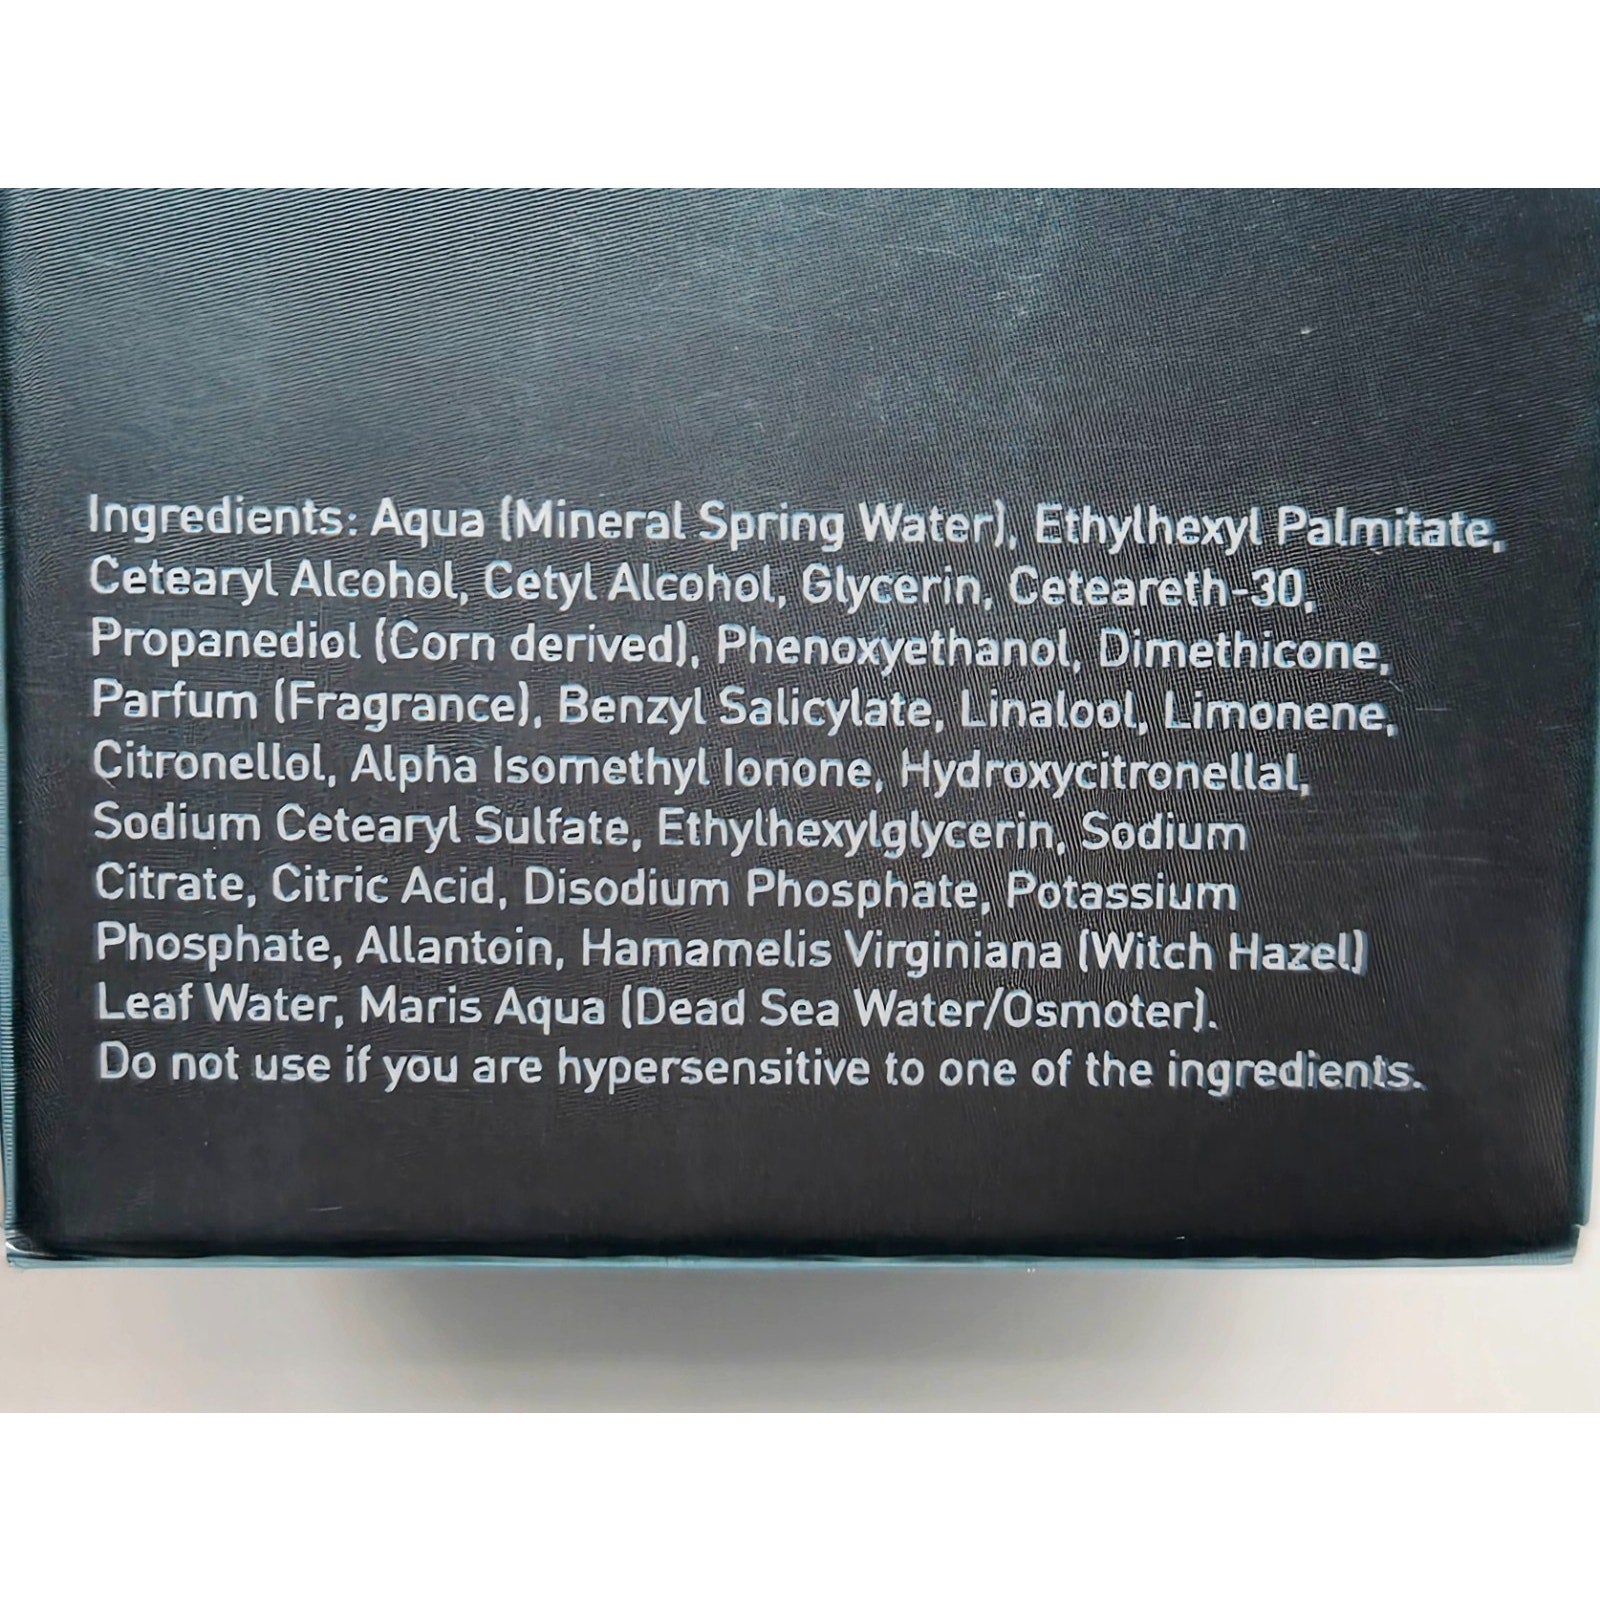 Ingredients: Aqua (Mineral Spring Water), Ethylhexyl Palmitate,
Cetearyl Alcohol, Cetyl Alcohol, Glycerin, Ceteareth-30,
Propanediol (Corn derived), Phenoxyethanol, Dimethicone,
Parfum (Fragrance), Benzyl Salicylate, Linalool, Limonene,
Citronellol, Alpha Isomethyl Ionone, Hydroxycitronellal,
Sodium Cetearyl Sulfate, Ethylhexylglycerin, Sodium
Citrate, Citric Acid, Disodium Phosphate, Potassium
Phosphate, Allantoin, Hamamelis Virginiana (Witch Hazel)
Leaf Water, Maris Aqua (Dead Sea Water/Osmoter).
Do not use if you are hypersensitive to one of the ingredients.